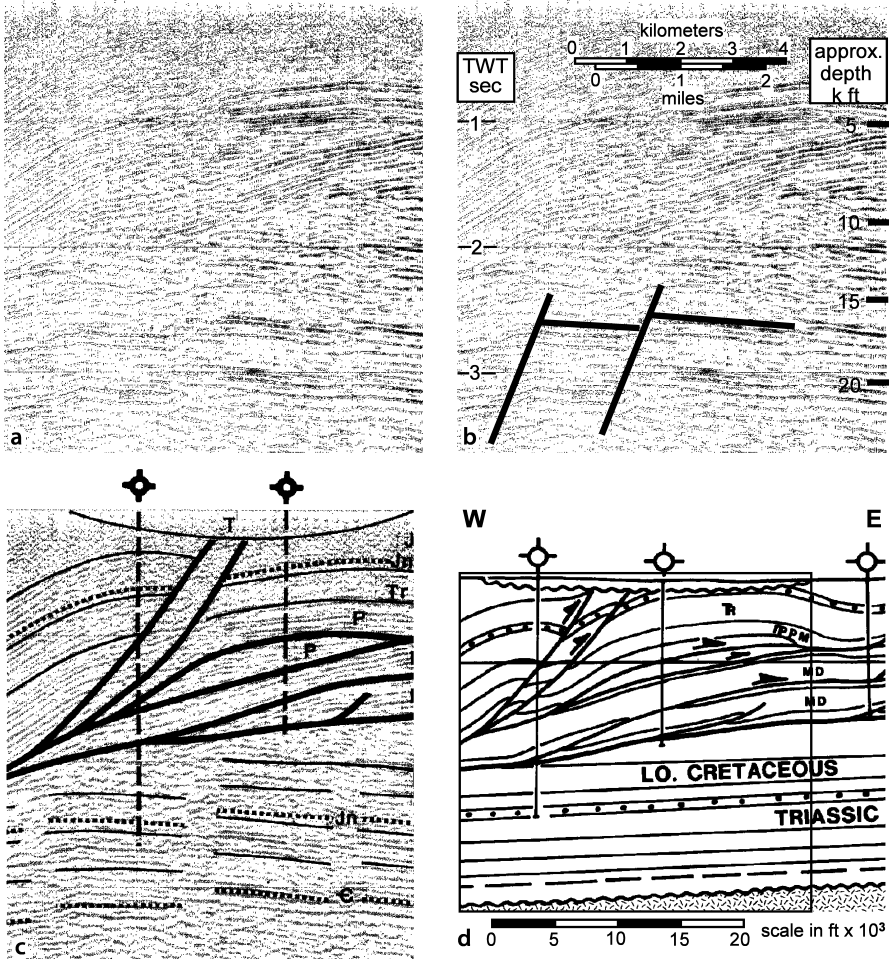 kilometers
0 1 2 3 4
0 1 2
miles
TWT
sec
approx.
depth
k ft
1
5
10
2
15
3
20
a
b
T
J
Jn
Tr
P
P
Jn
C
c
W
E
TR
IPPM
MD
MD
LO. CRETACEOUS
TRIASSIC
d
0 5 10 15 20
scale in ft x 10³